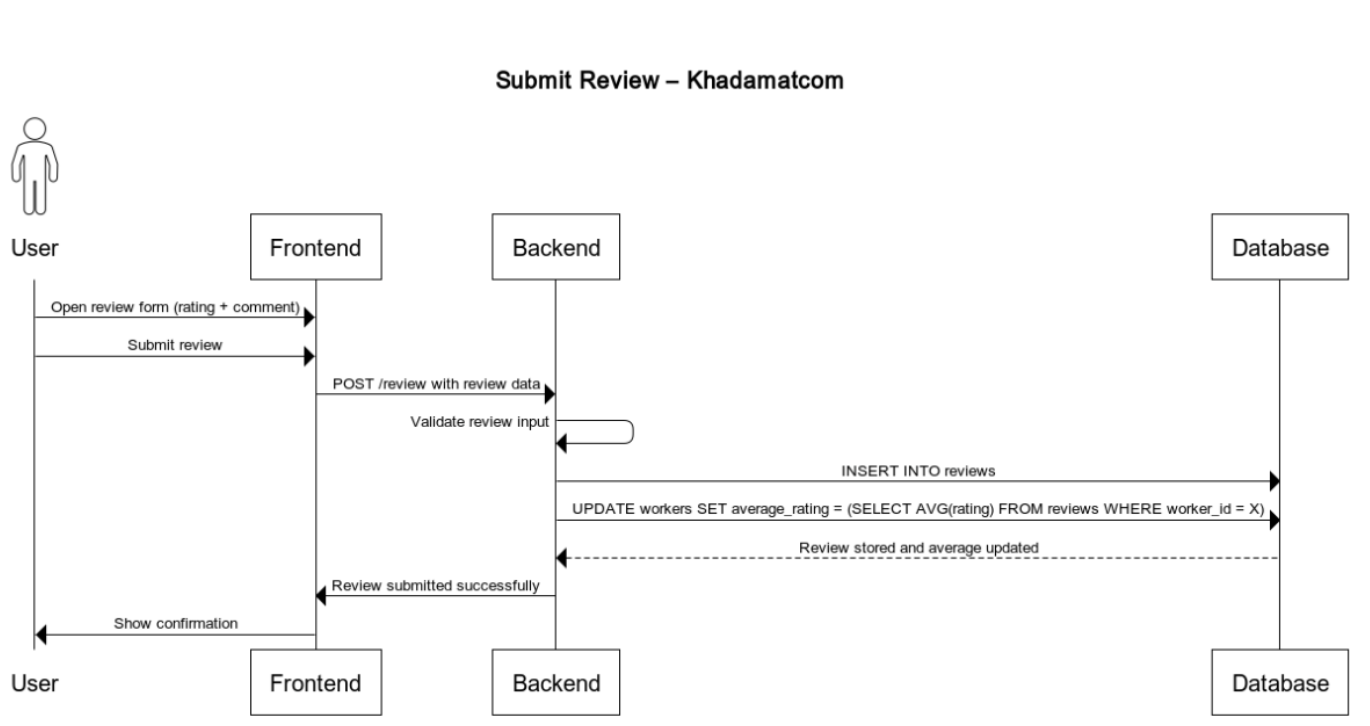 Submit Review – Khadamatcom
User
Frontend
Backend
Database
Open review form (rating + comment)
Submit review
POST /review with review data
Validate review input
INSERT INTO reviews
UPDATE workers SET average_rating = (SELECT AVG(rating) FROM reviews WHERE worker_id = X)
Review stored and average updated
Review submitted successfully
Show confirmation
User
Frontend
Backend
Database